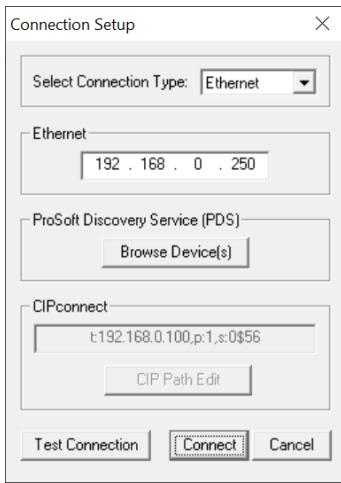 Connection Setup
Select Connection Type: Ethernet
Ethernet
192 . 168 . 0 . 250
ProSoft Discovery Service (PDS)
Browse Device(s)
CIPconnect
t:192.168.0.100,p:1,s:0$56
CIP Path Edit
Test Connection Connect Cancel